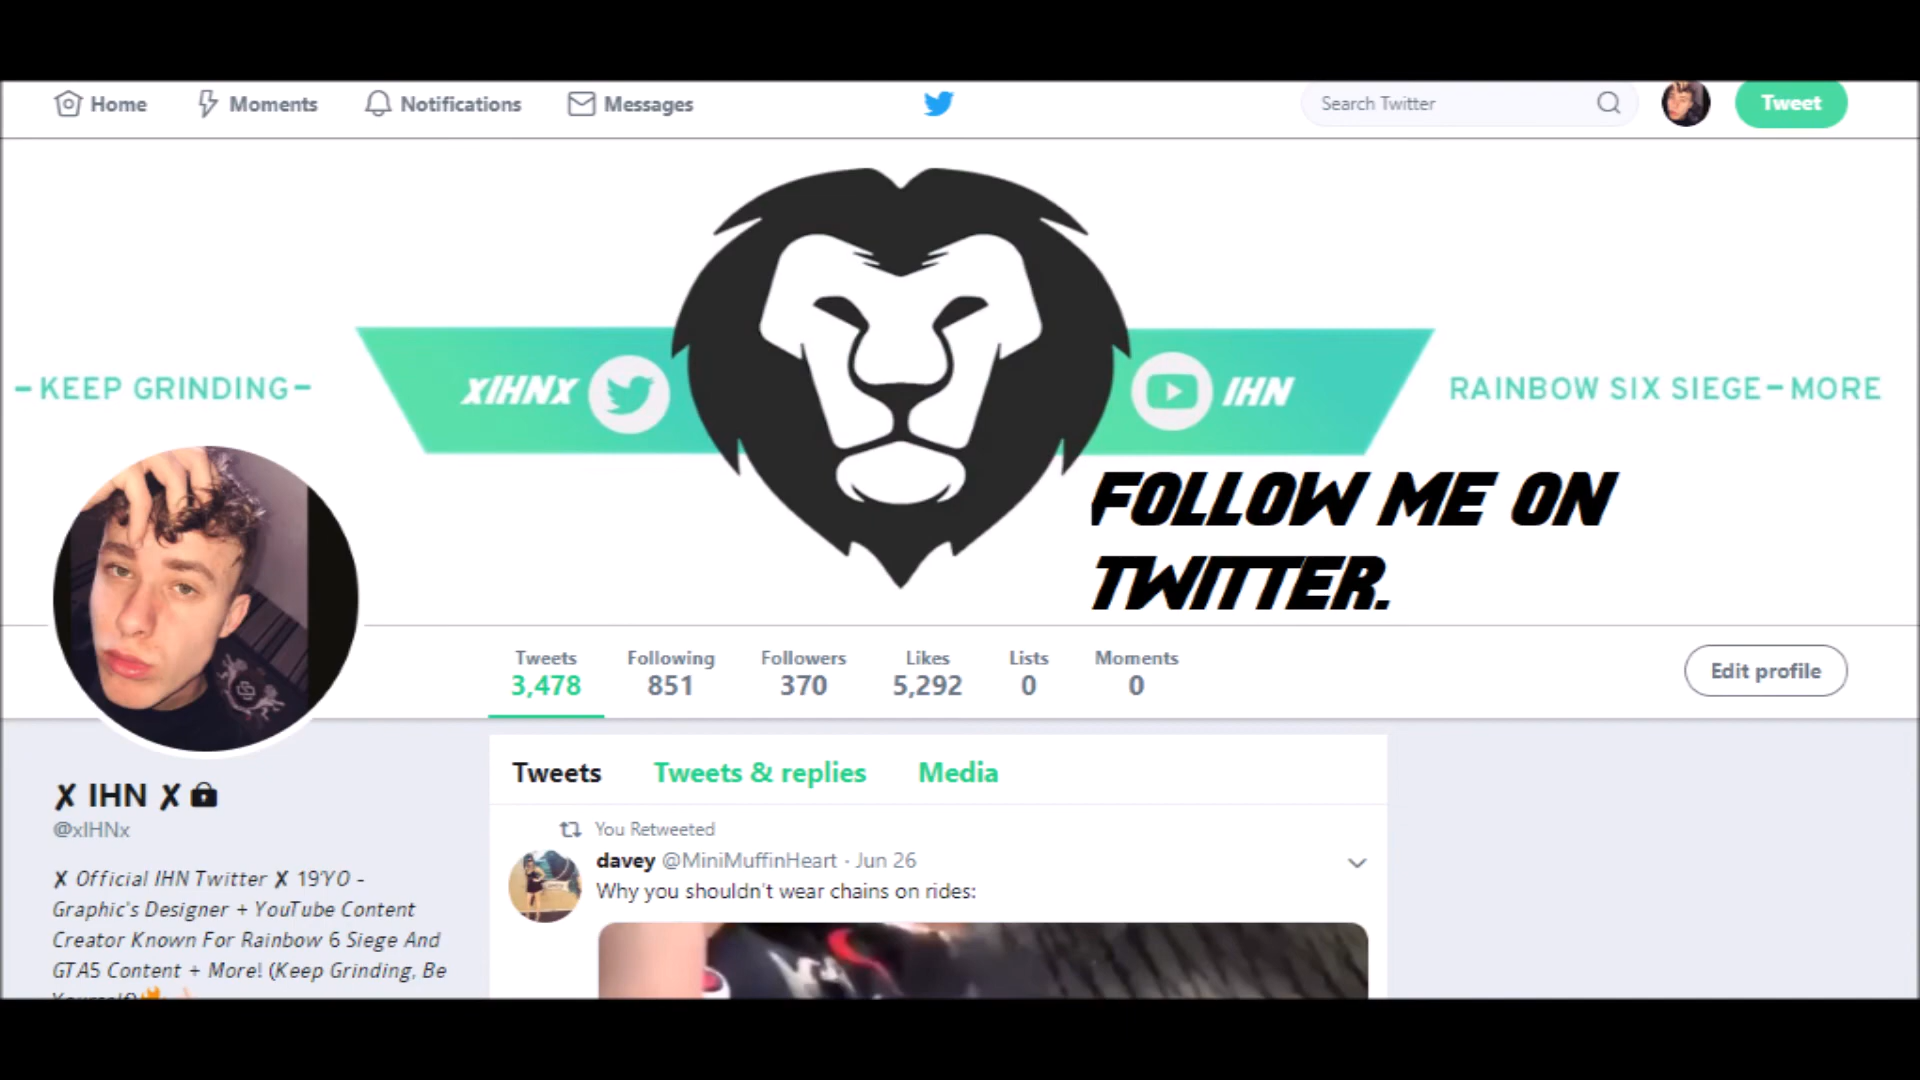 Home Moments Notifications Messages Search Twitter Tweet
-KEEP GRINDING- xIHNx IHN RAINBOW SIX SIEGE-MORE
FOLLOW ME ON
TWITTER.
Tweets Following Followers Likes Lists Moments
3,478 851 370 5,292 0 0
Edit profile
✗ IHN ✗
@xIHNx
✗ Official IHN Twitter ✗ 19'YO -
Graphic's Designer + YouTube Content
Creator Known For Rainbow 6 Siege And
GTA5 Content + More! (Keep Grinding, Be
Tweets Tweets & replies Media
You Retweeted
davey @MiniMuffinHeart · Jun 26
Why you shouldn't wear chains on rides: